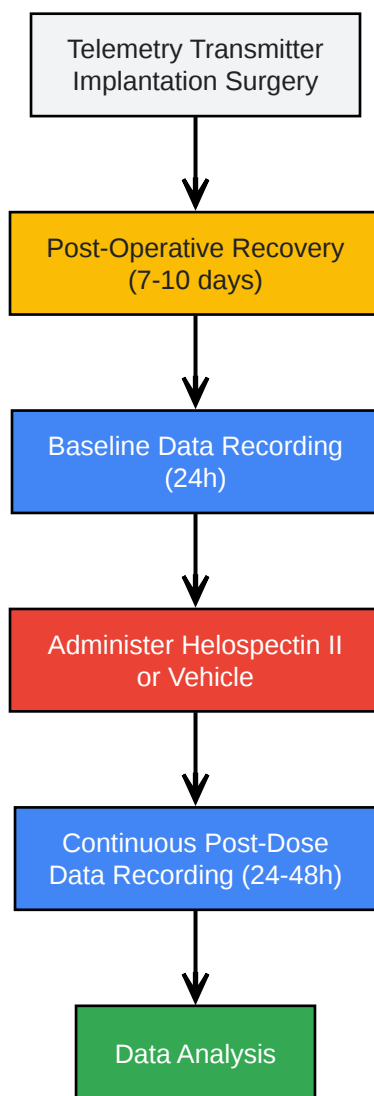 Telemetry Transmitter
Implantation Surgery
Post-Operative Recovery
(7-10 days)
Baseline Data Recording
(24h)
Administer Helospectin II
or Vehicle
Continuous Post-Dose
Data Recording (24-48h)
Data Analysis